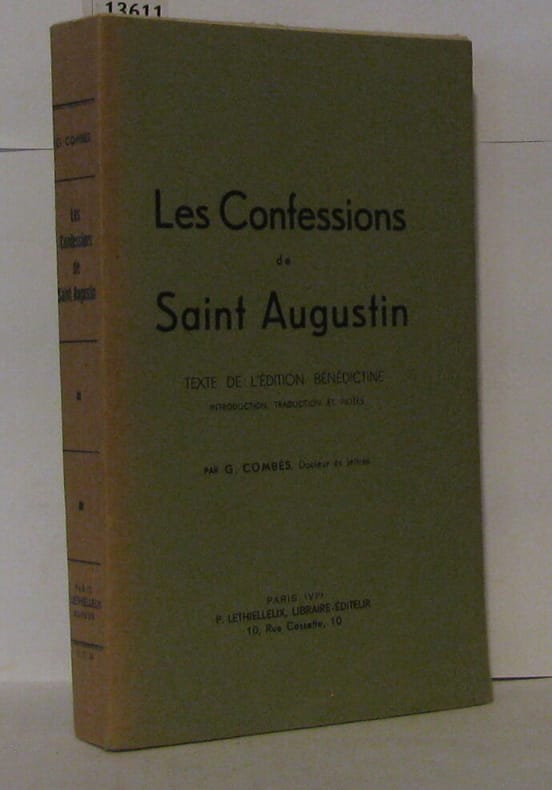 13611
Les Confessions
de
Saint Augustin
TEXTE DE L'ÉDITION BÉNÉDICTINE
INTRODUCTION, TRADUCTION ET NOTES
PAR G. COMBÈS, Docteur ès lettres
PARIS (VIe)
P. LETHIELLEUX, LIBRAIRE-ÉDITEUR
10, Rue Cassette, 10
COMBÈS
Les
Confessions
de
Saint Augustin
PARIS
LETHIELLEUX